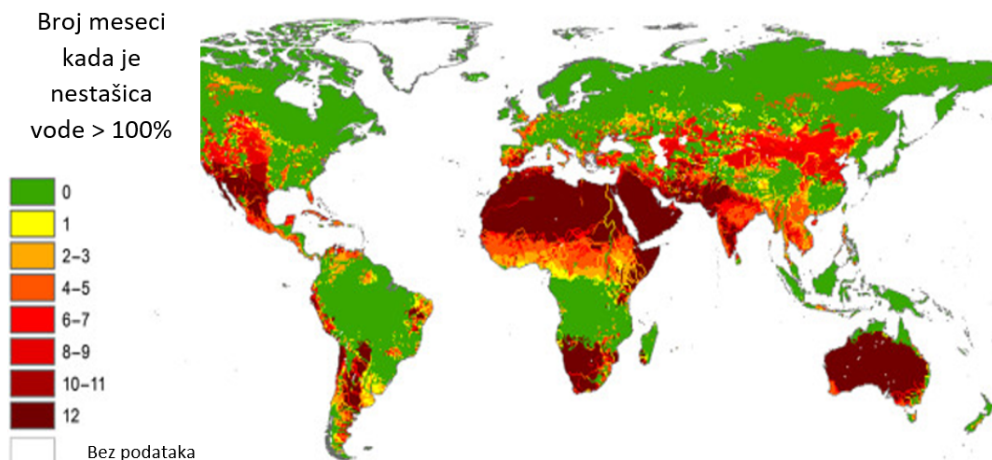 Broj meseci
kada je
nestašica
vode > 100%
0
1
2–3
4–5
6–7
8–9
10–11
12
Bez podataka